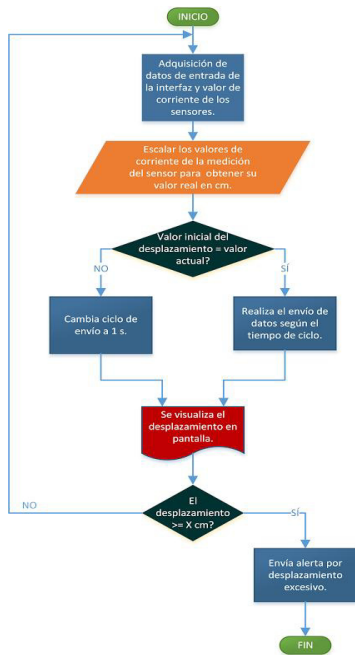 INICIO
Adquisición de
datos de entrada de
la interfaz y valor de
corriente de los
sensores.
Escalar los valores de
corriente de la medición
del sensor para obtener su
valor real en cm.
Valor inicial del
desplazamiento = valor
actual?
NO
SÍ
Cambia ciclo de
envío a 1 s.
Realiza el envío de
datos según el
tiempo de ciclo.
Se visualiza el
desplazamiento en
pantalla.
El
desplazamiento
>= X cm?
NO
SÍ
Envía alerta por
desplazamiento
excesivo.
FIN